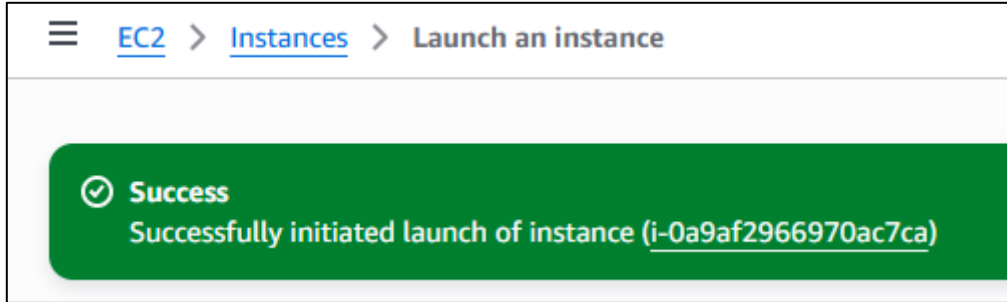 EC2 > Instances > Launch an instance
Success
Successfully initiated launch of instance (i-0a9af2966970ac7ca)